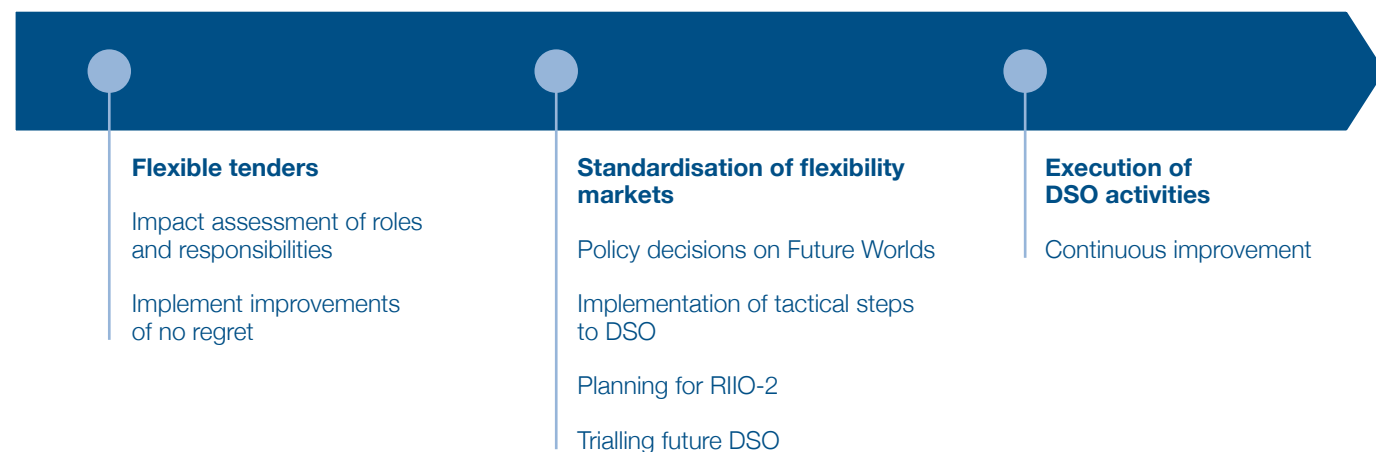 Flexible tenders
Impact assessment of roles
and responsibilities
Implement improvements
of no regret
Standardisation of flexibility
markets
Policy decisions on Future Worlds
Implementation of tactical steps
to DSO
Planning for RIIO-2
Trialling future DSO
Execution of
DSO activities
Continuous improvement